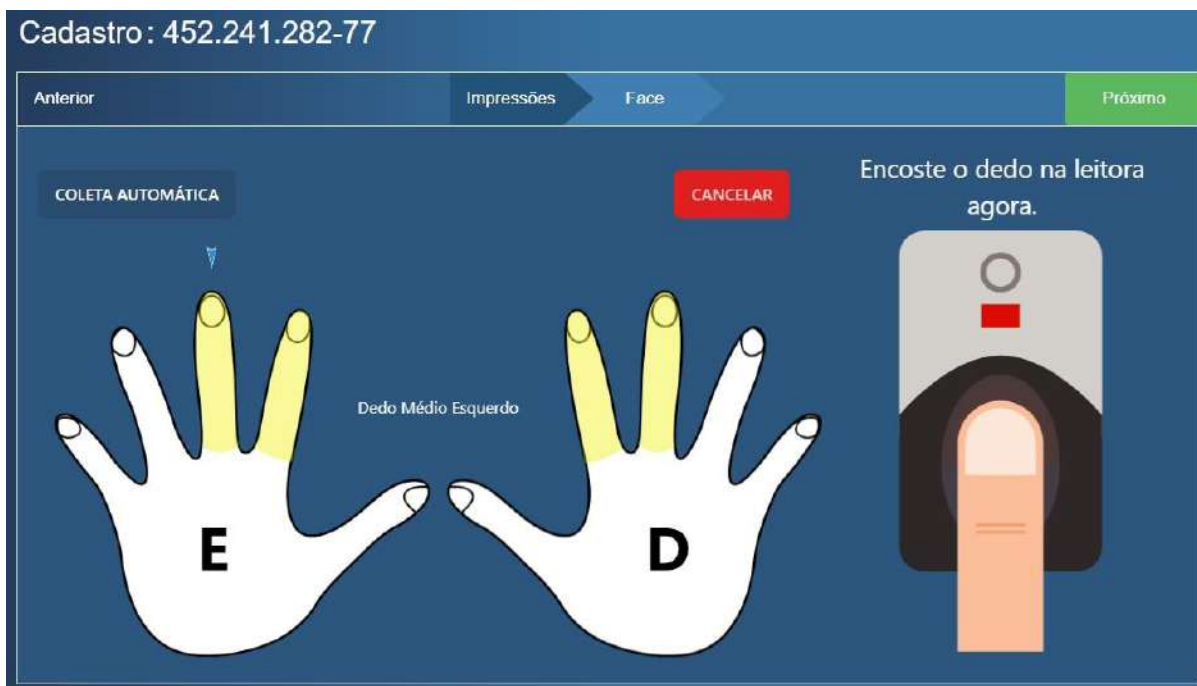 Cadastro: 452.241.282-77
Anterior
Impressões
Face
Próximo
COLETA AUTOMÁTICA
CANCELAR
Encoste o dedo na leitora
agora.
Dedo Médio Esquerdo
E
D